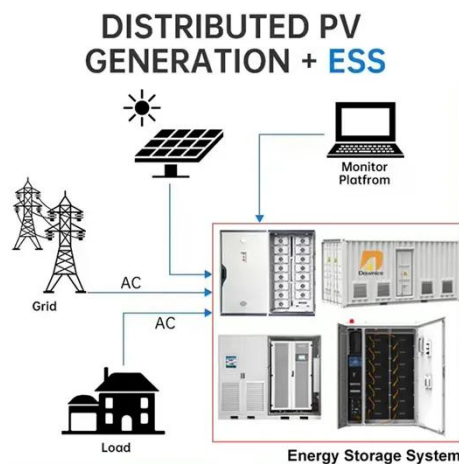 DISTRIBUTED PV
GENERATION + ESS
Monitor
Platfrom
AC
Grid
AC
Load
Energy Storage System